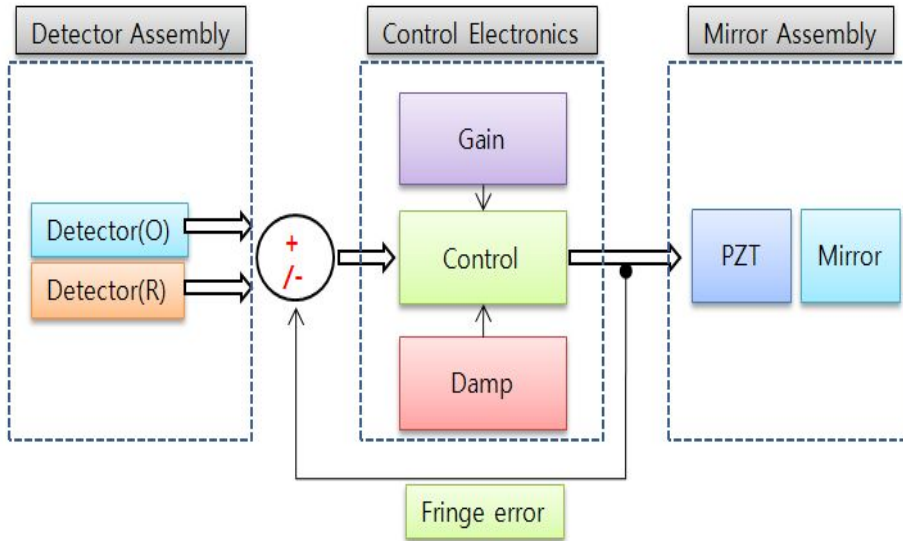 Detector Assembly
Control Electronics
Mirror Assembly
Gain
Detector(O)
+
/-
Control
PZT
Mirror
Detector(R)
Damp
Fringe error